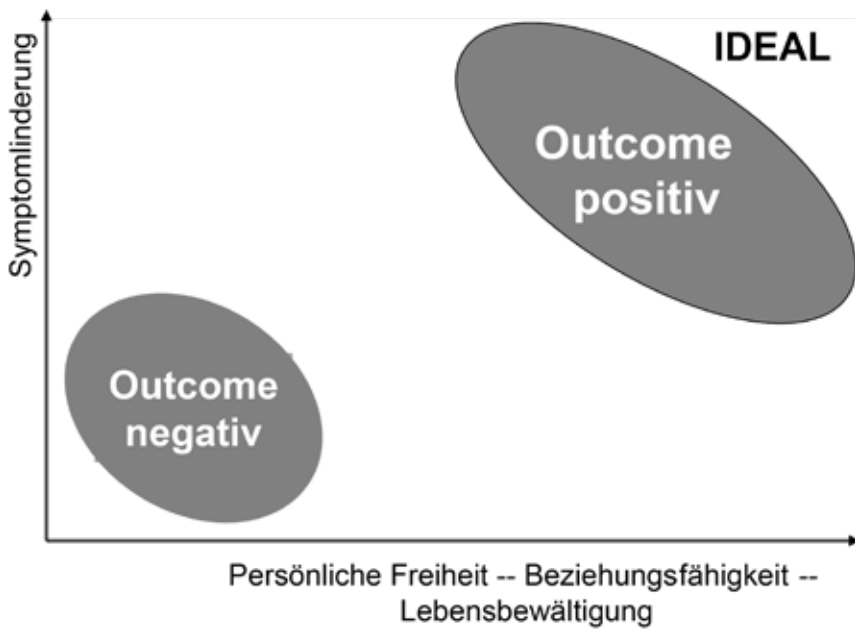 Symptomlinderung
IDEAL
Outcome
positiv
Outcome
negativ
Persönliche Freiheit -- Beziehungsfähigkeit --
Lebensbewältigung